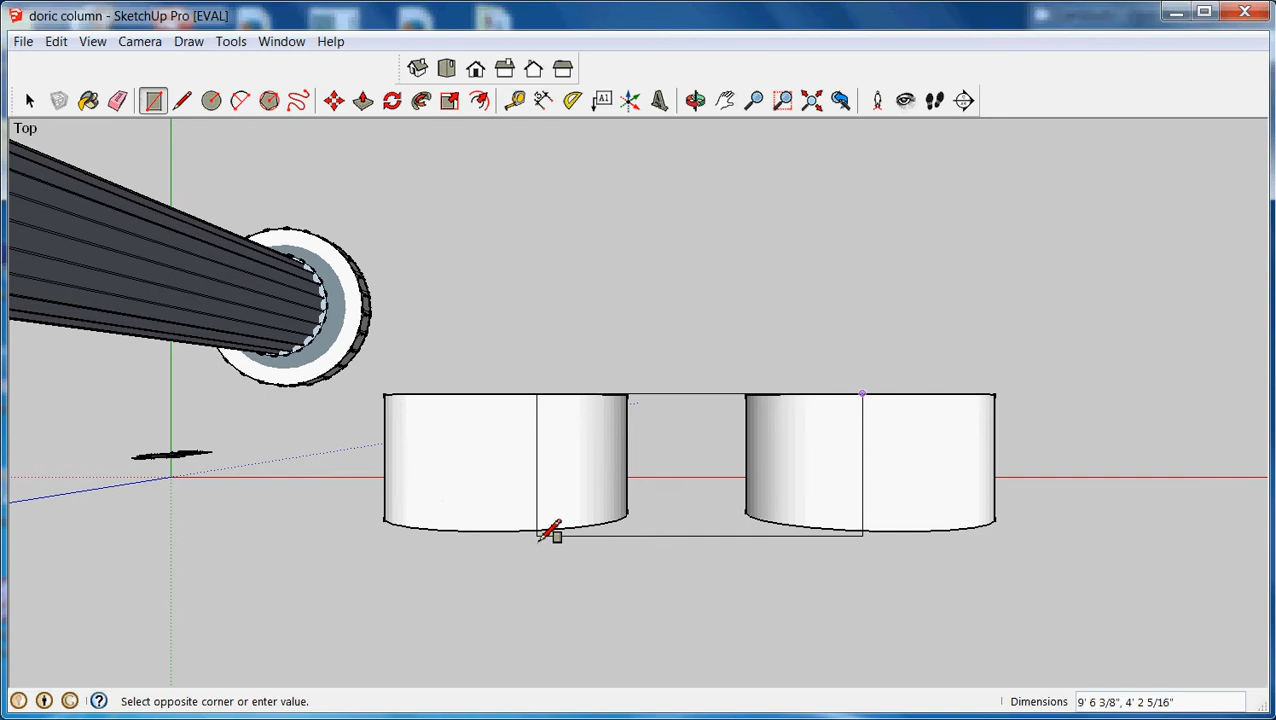 doric column - SketchUp Pro [EVAL]
File Edit View Camera Draw Tools Window Help
A1
Top
Select opposite corner or enter value.
Dimensions 9' 6 3/8", 4' 2 5/16"